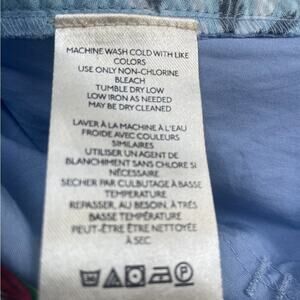 MACHINE WASH COLD WITH LIKE
COLORS
USE ONLY NON-CHLORINE
BLEACH
TUMBLE DRY LOW
LOW IRON AS NEEDED
MAY BE DRY CLEANED
LAVER À LA MACHINE À L'EAU
FROIDE AVEC COULEURS
SIMILAIRES
UTILISER UN AGENT DE
BLANCHIMENT SANS CHLORE SI
NÉCESSAIRE
SECHER PAR CULBUTAGE À BASSE
TEMPÉRATURE
REPASSER, AU BESOIN, À TRÈS
BASSE TEMPÉRATURE
PEUT-ÊTRE ÊTRE NETTOYÉE
À SEC
P